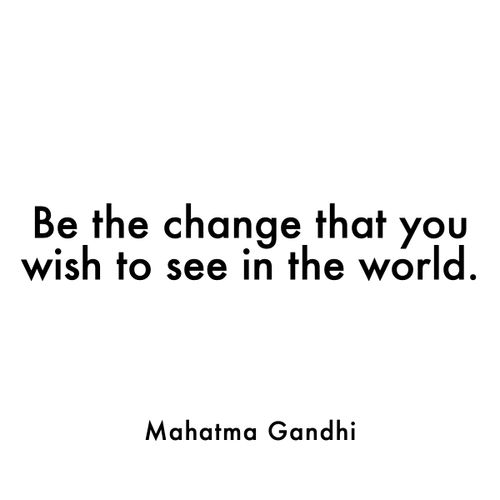 Be the change that you
wish to see in the world.
Mahatma Gandhi